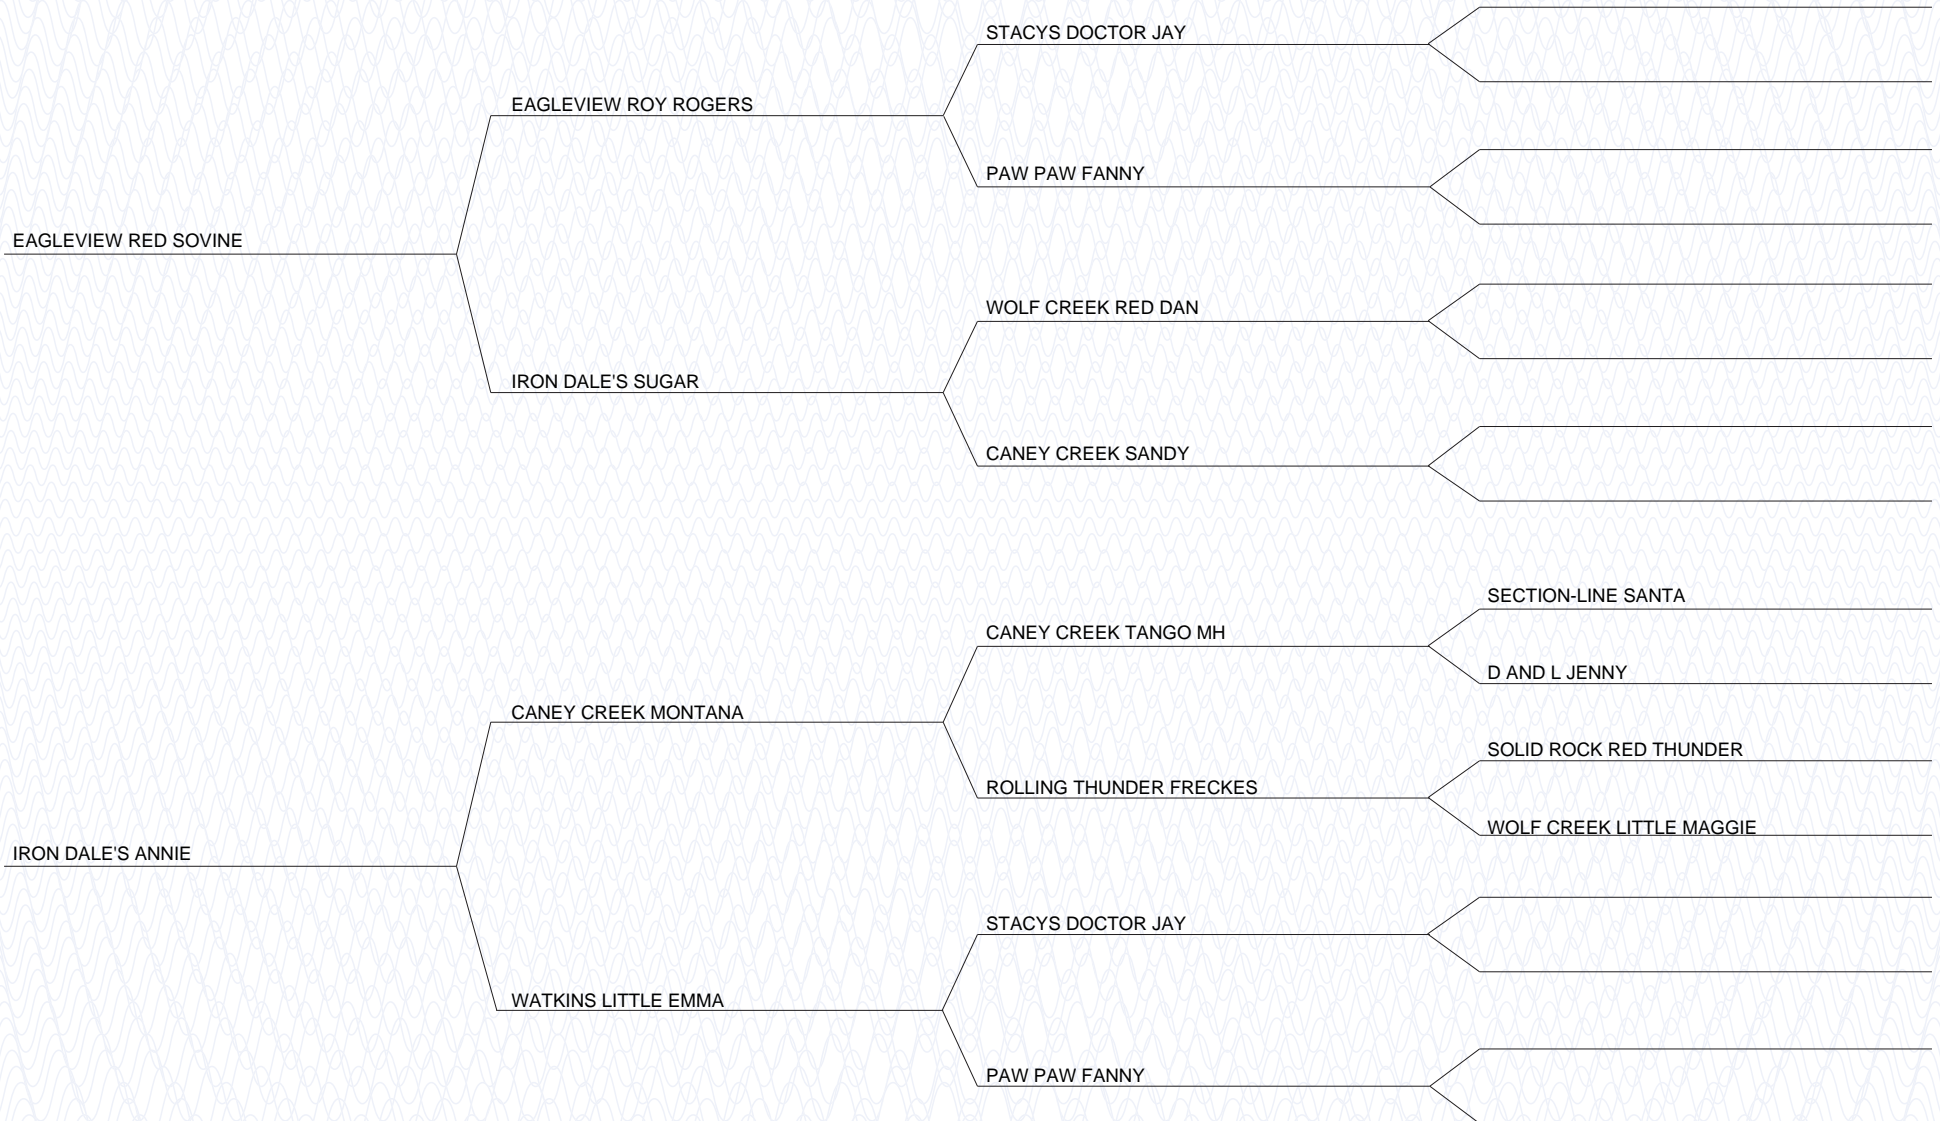 STACYS DOCTOR JAY
EAGLEVIEW ROY ROGERS
PAW PAW FANNY
EAGLEVIEW RED SOVINE
WOLF CREEK RED DAN
IRON DALE'S SUGAR
CANEY CREEK SANDY
SECTION-LINE SANTA
CANEY CREEK TANGO MH
D AND L JENNY
CANEY CREEK MONTANA
SOLID ROCK RED THUNDER
ROLLING THUNDER FRECKES
WOLF CREEK LITTLE MAGGIE
IRON DALE'S ANNIE
STACYS DOCTOR JAY
WATKINS LITTLE EMMA
PAW PAW FANNY